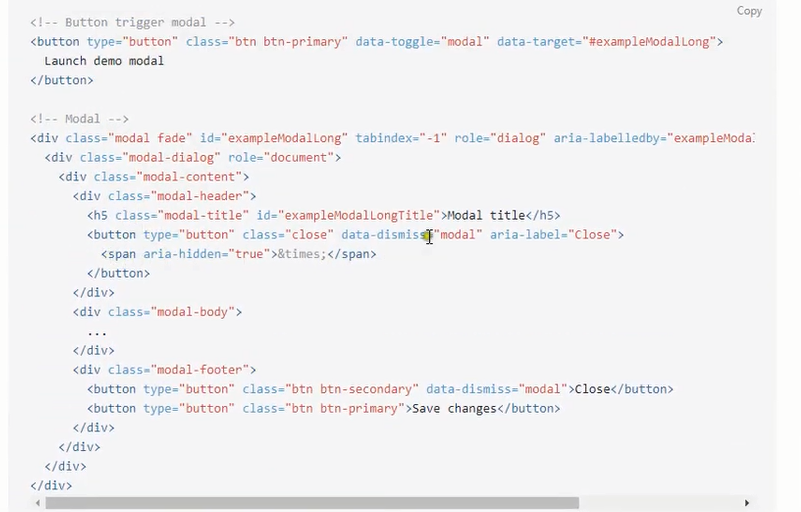 Copy
<!-- Button trigger modal -->
<button type="button" class="btn btn-primary" data-toggle="modal" data-target="#exampleModalLong">
  Launch demo modal
</button>

<!-- Modal -->
<div class="modal fade" id="exampleModalLong" tabindex="-1" role="dialog" aria-labelledby="exampleModal
  <div class="modal-dialog" role="document">
    <div class="modal-content">
      <div class="modal-header">
        <h5 class="modal-title" id="exampleModalLongTitle">Modal title</h5>
        <button type="button" class="close" data-dismiss="modal" aria-label="Close">
          <span aria-hidden="true">&times;</span>
        </button>
      </div>
      <div class="modal-body">
        ...
      </div>
      <div class="modal-footer">
        <button type="button" class="btn btn-secondary" data-dismiss="modal">Close</button>
        <button type="button" class="btn btn-primary">Save changes</button>
      </div>
    </div>
  </div>
</div>